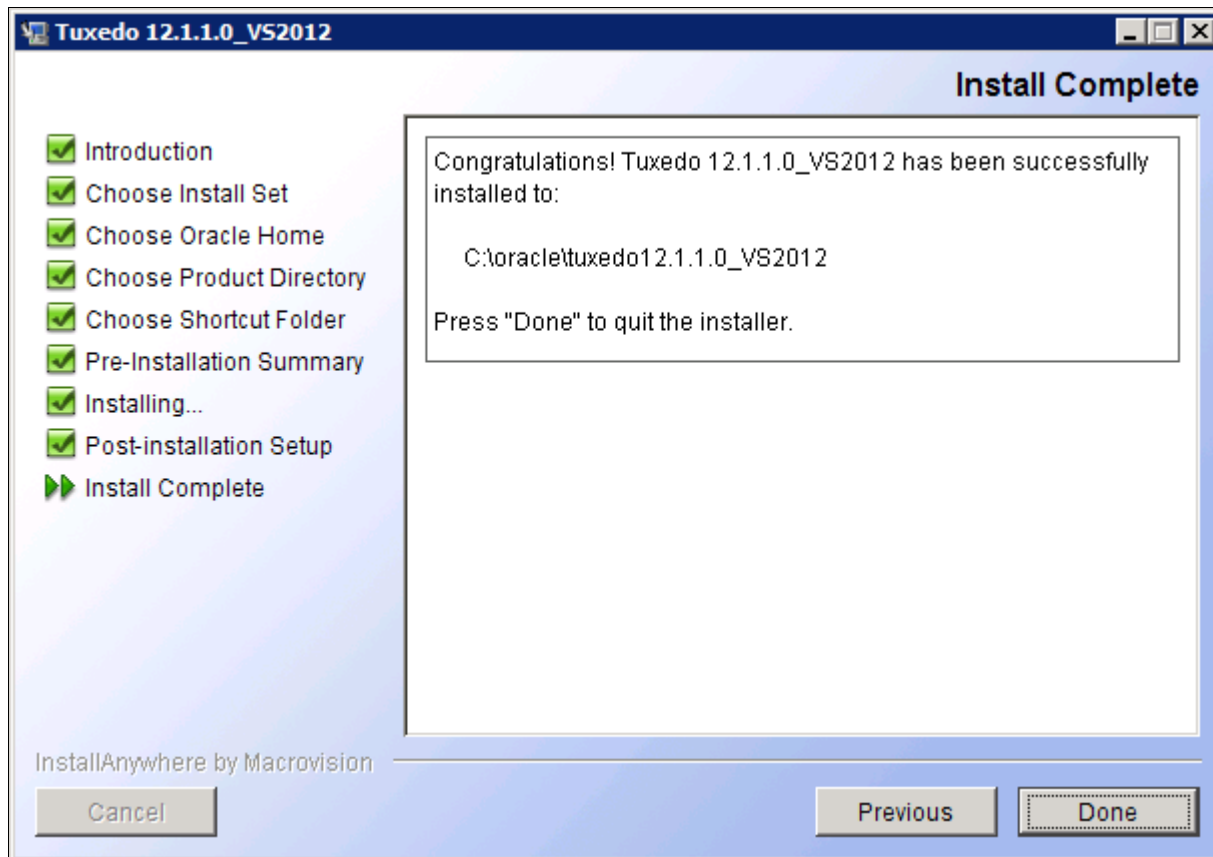 Tuxedo 12.1.1.0_VS2012
Install Complete
Introduction
Choose Install Set
Choose Oracle Home
Choose Product Directory
Choose Shortcut Folder
Pre-Installation Summary
Installing...
Post-installation Setup
Install Complete
Congratulations! Tuxedo 12.1.1.0_VS2012 has been successfully
installed to:
C:\oracle\tuxedo12.1.1.0_VS2012
Press "Done" to quit the installer.
InstallAnywhere by Macrovision
Cancel
Previous
Done